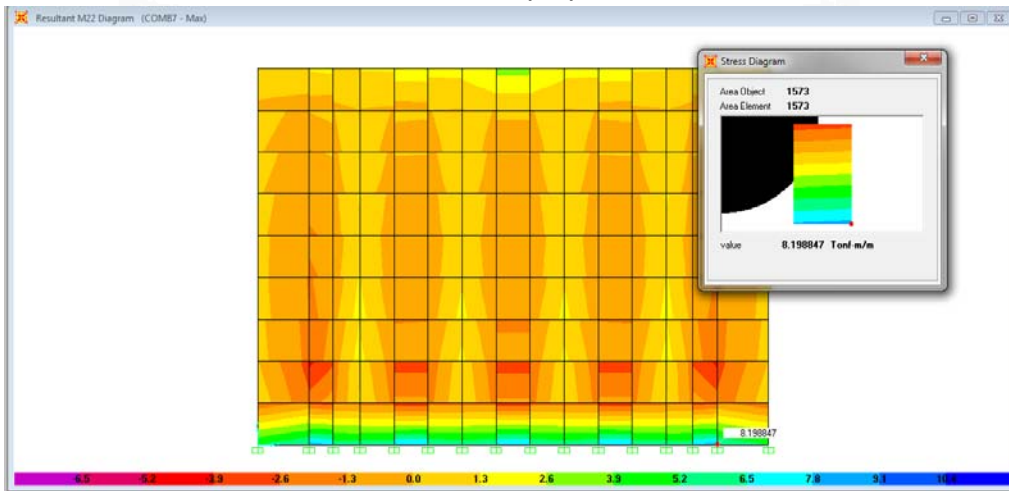 Resultant M22 Diagram (COMB7 - Max)
Stress Diagram
Area Object 1573
Area Element 1573
value 8.198847 Tonf-m/m
8.198847
-6.5 -5.2 -3.9 -2.6 -1.3 0.0 1.3 2.6 3.9 5.2 6.5 7.8 9.1